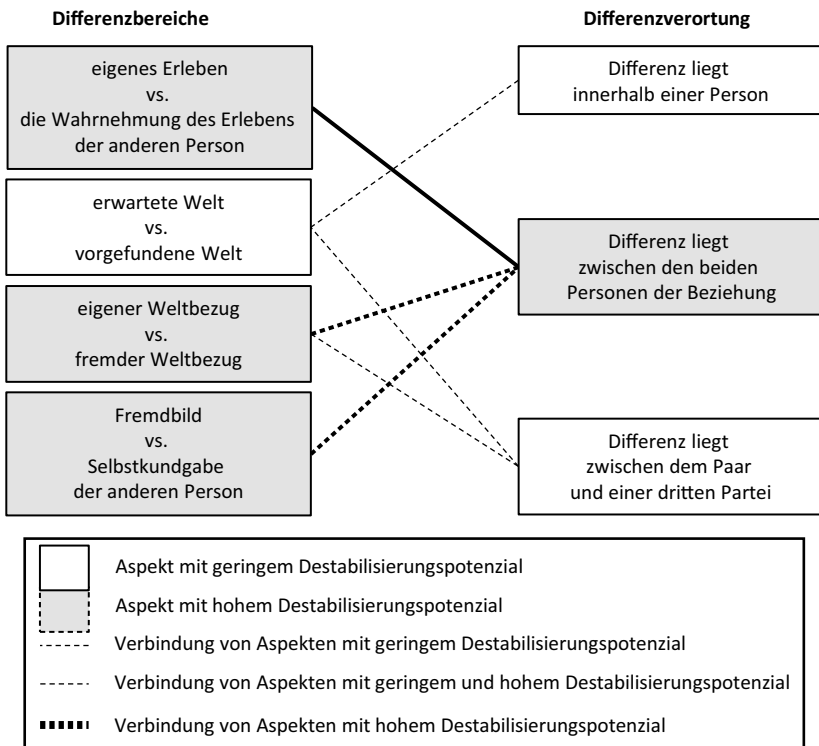 Differenzbereiche
eigenes Erleben
vs.
die Wahrnehmung des Erlebens
der anderen Person
erwartete Welt
vs.
vorgefundene Welt
eigener Weltbezug
vs.
fremder Weltbezug
Fremdbild
vs.
Selbstkundgabe
der anderen Person
Differenzverortung
Differenz liegt
innerhalb einer Person
Differenz liegt
zwischen den beiden
Personen der Beziehung
Differenz liegt
zwischen dem Paar
und einer dritten Partei
Aspekt mit geringem Destabilisierungspotenzial
Aspekt mit hohem Destabilisierungspotenzial
Verbindung von Aspekten mit geringem Destabilisierungspotenzial
Verbindung von Aspekten mit geringem und hohem Destabilisierungspotenzial
Verbindung von Aspekten mit hohem Destabilisierungspotenzial